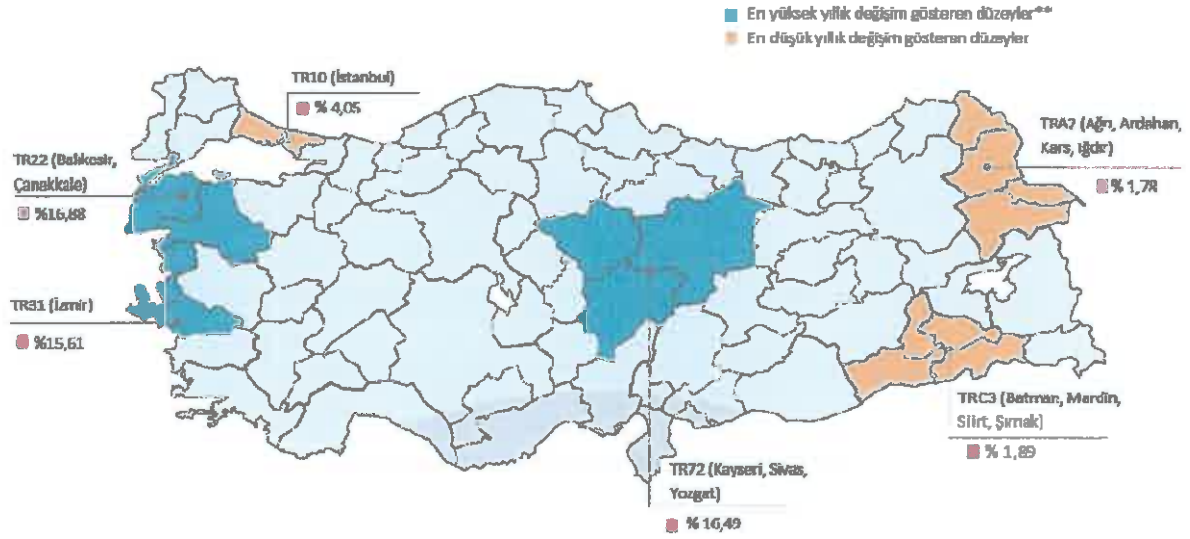 En yüksek yıllık değişim gösteren düzeyler**
En düşük yıllık değişim gösteren düzeyler
TR10 (İstanbul)
% 4,05
TR22 (Balıkesir,
Çanakkale)
%16,88
TR31 (İzmir)
%15,61
TRA2 (Ağrı, Ardahan,
Kars, Iğdır)
% 1,78
TRC3 (Batman, Mardin,
Siirt, Şırnak)
% 1,89
TR72 (Kayseri, Sivas,
Yozgat)
% 16,49